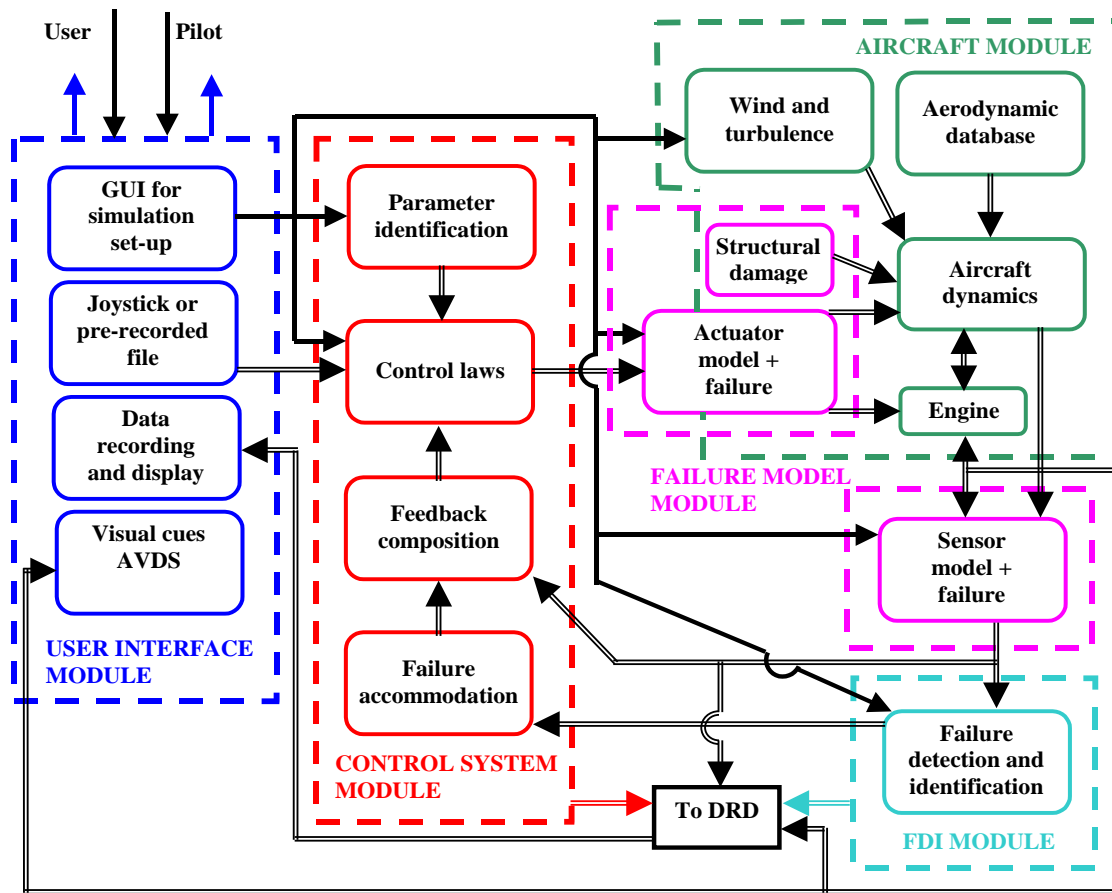 User
Pilot
AIRCRAFT MODULE
Wind and
turbulence
Aerodynamic
database
GUI for
simulation
set-up
Parameter
identification
Structural
damage
Aircraft
dynamics
Joystick or
pre-recorded
file
Control laws
Actuator
model +
failure
Engine
Data
recording
and display
FAILURE MODEL
MODULE
Visual cues
AVDS
Feedback
composition
Sensor
model +
failure
USER INTERFACE
MODULE
Failure
accommodation
Failure
detection and
identification
CONTROL SYSTEM
MODULE
To DRD
FDI MODULE